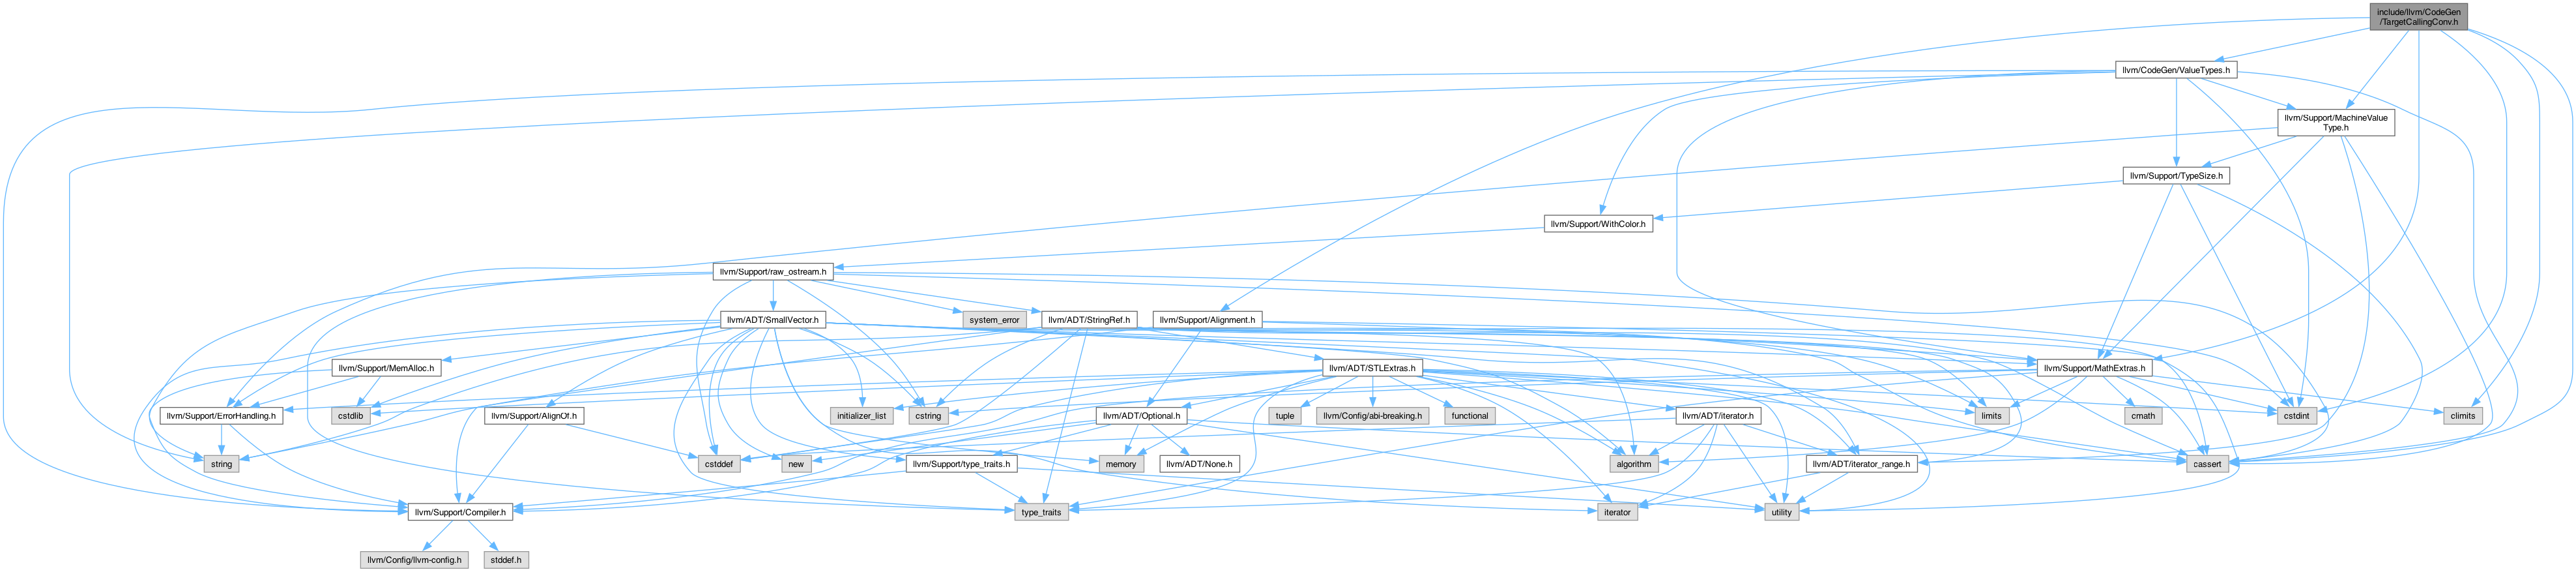 include/llvm/CodeGen
/TargetCallingConv.h
llvm/CodeGen/ValueTypes.h
llvm/Support/MachineValue
Type.h
llvm/Support/TypeSize.h
llvm/Support/WithColor.h
llvm/Support/raw_ostream.h
llvm/ADT/SmallVector.h
system_error
llvm/ADT/StringRef.h
llvm/Support/Alignment.h
llvm/Support/MemAlloc.h
llvm/ADT/STLExtras.h
llvm/Support/MathExtras.h
llvm/Support/ErrorHandling.h
cstdlib
llvm/Support/AlignOf.h
initializer_list
cstring
llvm/ADT/Optional.h
tuple
llvm/Config/abi-breaking.h
functional
llvm/ADT/iterator.h
limits
cmath
cstdint
climits
string
cstddef
new
llvm/Support/type_traits.h
memory
llvm/ADT/None.h
algorithm
llvm/ADT/iterator_range.h
cassert
llvm/Support/Compiler.h
type_traits
iterator
utility
llvm/Config/llvm-config.h
stddef.h